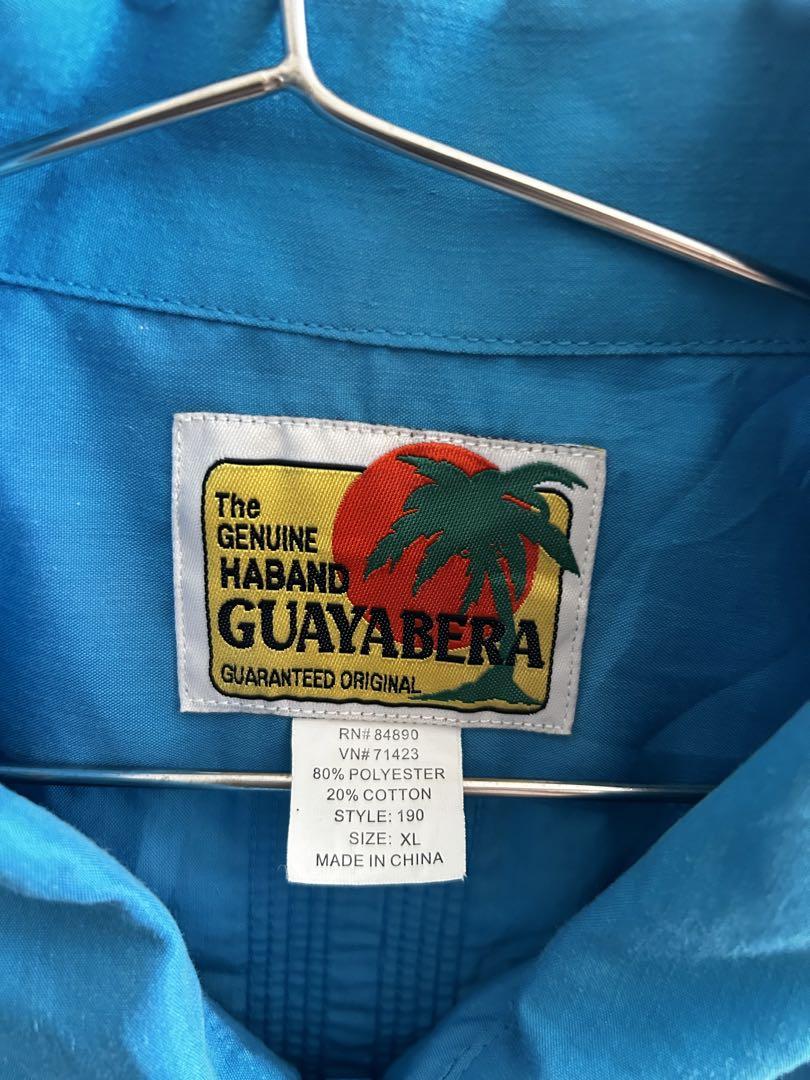 The
GENUINE
HABAND
GUAYABERA
GUARANTEED ORIGINAL
RN# 84890
VN# 71423
80% POLYESTER
20% COTTON
STYLE: 190
SIZE: XL
MADE IN CHINA